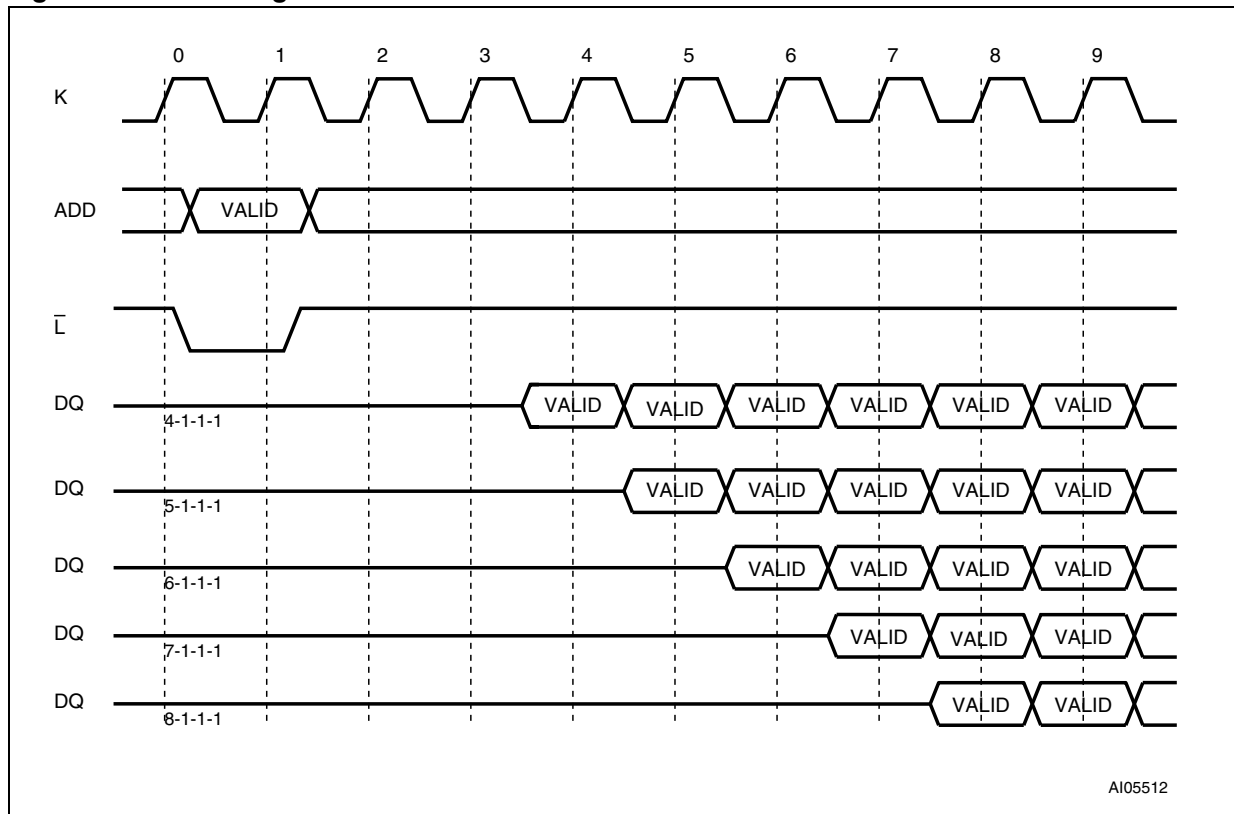 0 1 2 3 4 5 6 7 8 9
K
ADD VALID
L̅
DQ VALID VALID VALID VALID VALID VALID
4-1-1-1
DQ VALID VALID VALID VALID VALID
5-1-1-1
DQ VALID VALID VALID VALID
6-1-1-1
DQ VALID VALID VALID
7-1-1-1
DQ VALID VALID
8-1-1-1
AI05512